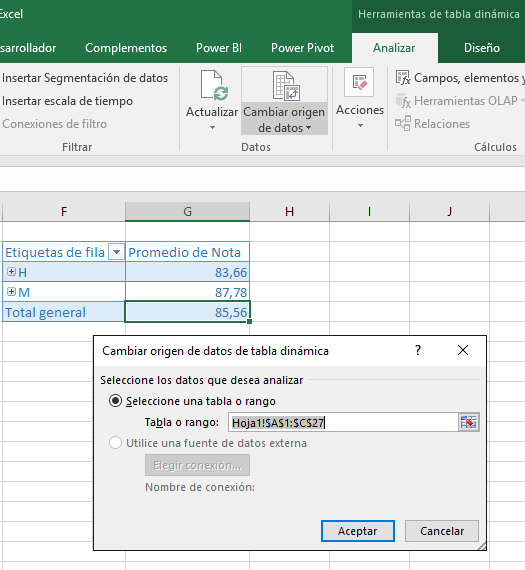 Excel
Herramientas de tabla dinámica
sarrollador Complementos Power BI Power Pivot Analizar Diseño
Insertar Segmentación de datos
Insertar escala de tiempo
Conexiones de filtro
Filtrar
Actualizar
Cambiar origen
de datos
Datos
Acciones
Campos, elementos y
Herramientas OLAP
Relaciones
Cálculos
F G H I J
Etiquetas de fila Promedio de Nota
H 83,66
M 87,78
Total general 85,56
Cambiar origen de datos de tabla dinámica ?
Seleccione los datos que desea analizar
Seleccione una tabla o rango
Tabla o rango: Hoja1!$A$1:$C$27
Utilice una fuente de datos externa
Elegir conexión...
Nombre de conexión:
Aceptar Cancelar